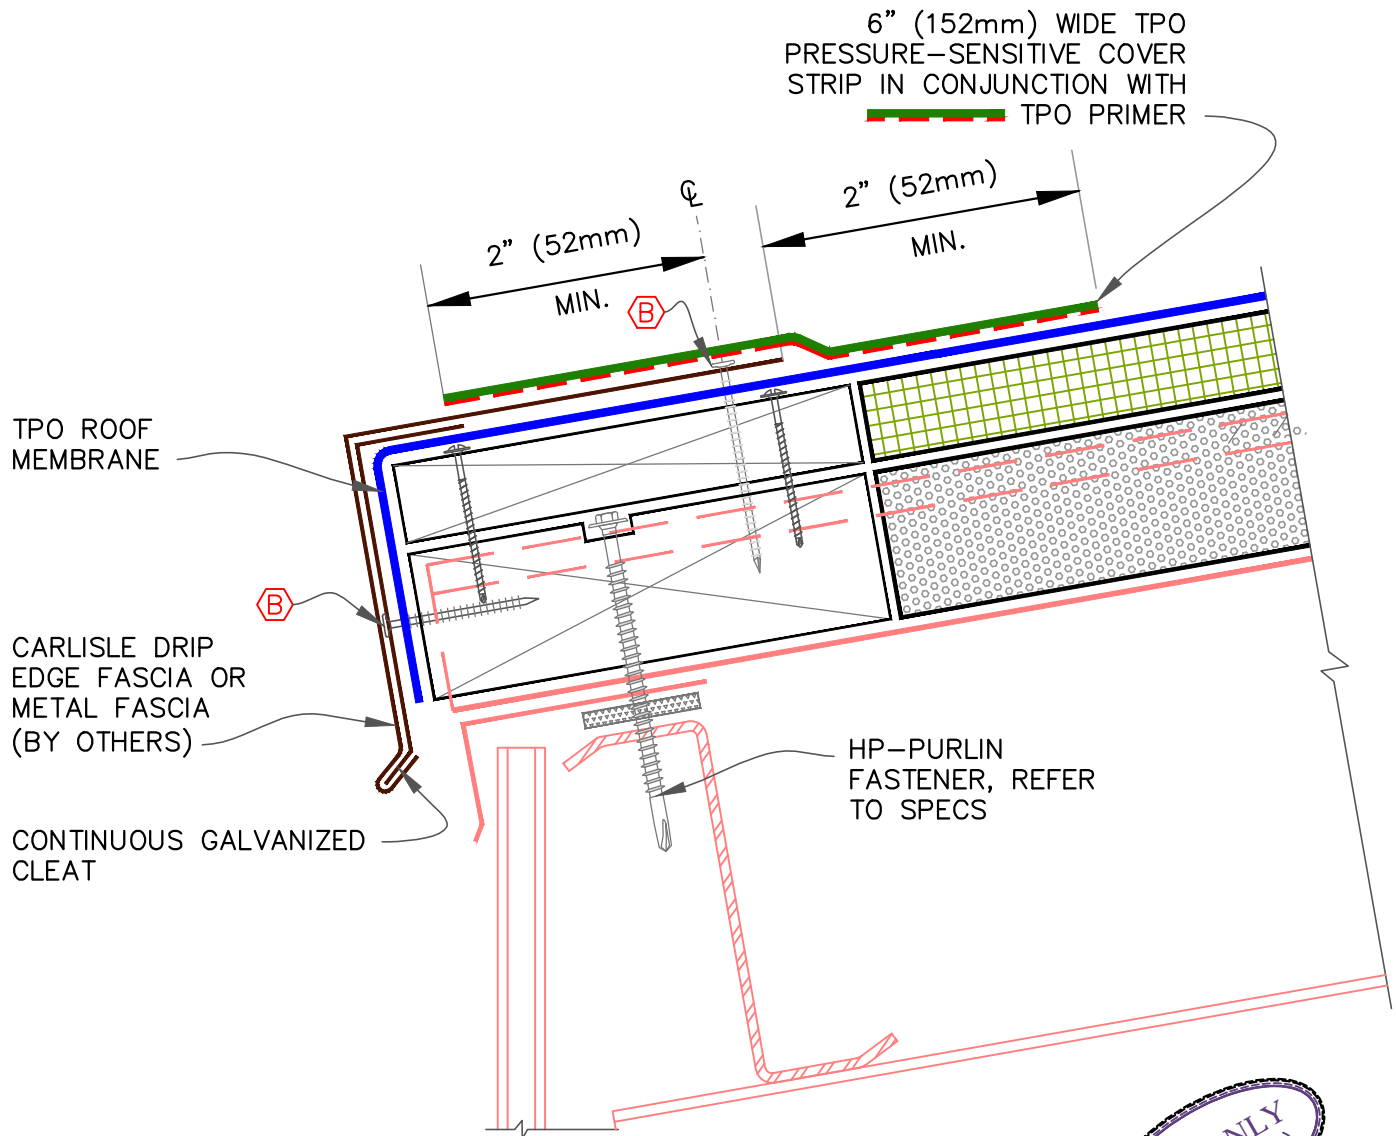 6” (152mm) WIDE TPO
PRESSURE–SENSITIVE COVER
STRIP IN CONJUNCTION WITH
TPO PRIMER
℄
2” (52mm)
MIN.
2” (52mm)
MIN.
B
TPO ROOF
MEMBRANE
B
CARLISLE DRIP
EDGE FASCIA OR
METAL FASCIA
(BY OTHERS)
HP–PURLIN
FASTENER, REFER
TO SPECS
CONTINUOUS GALVANIZED
CLEAT